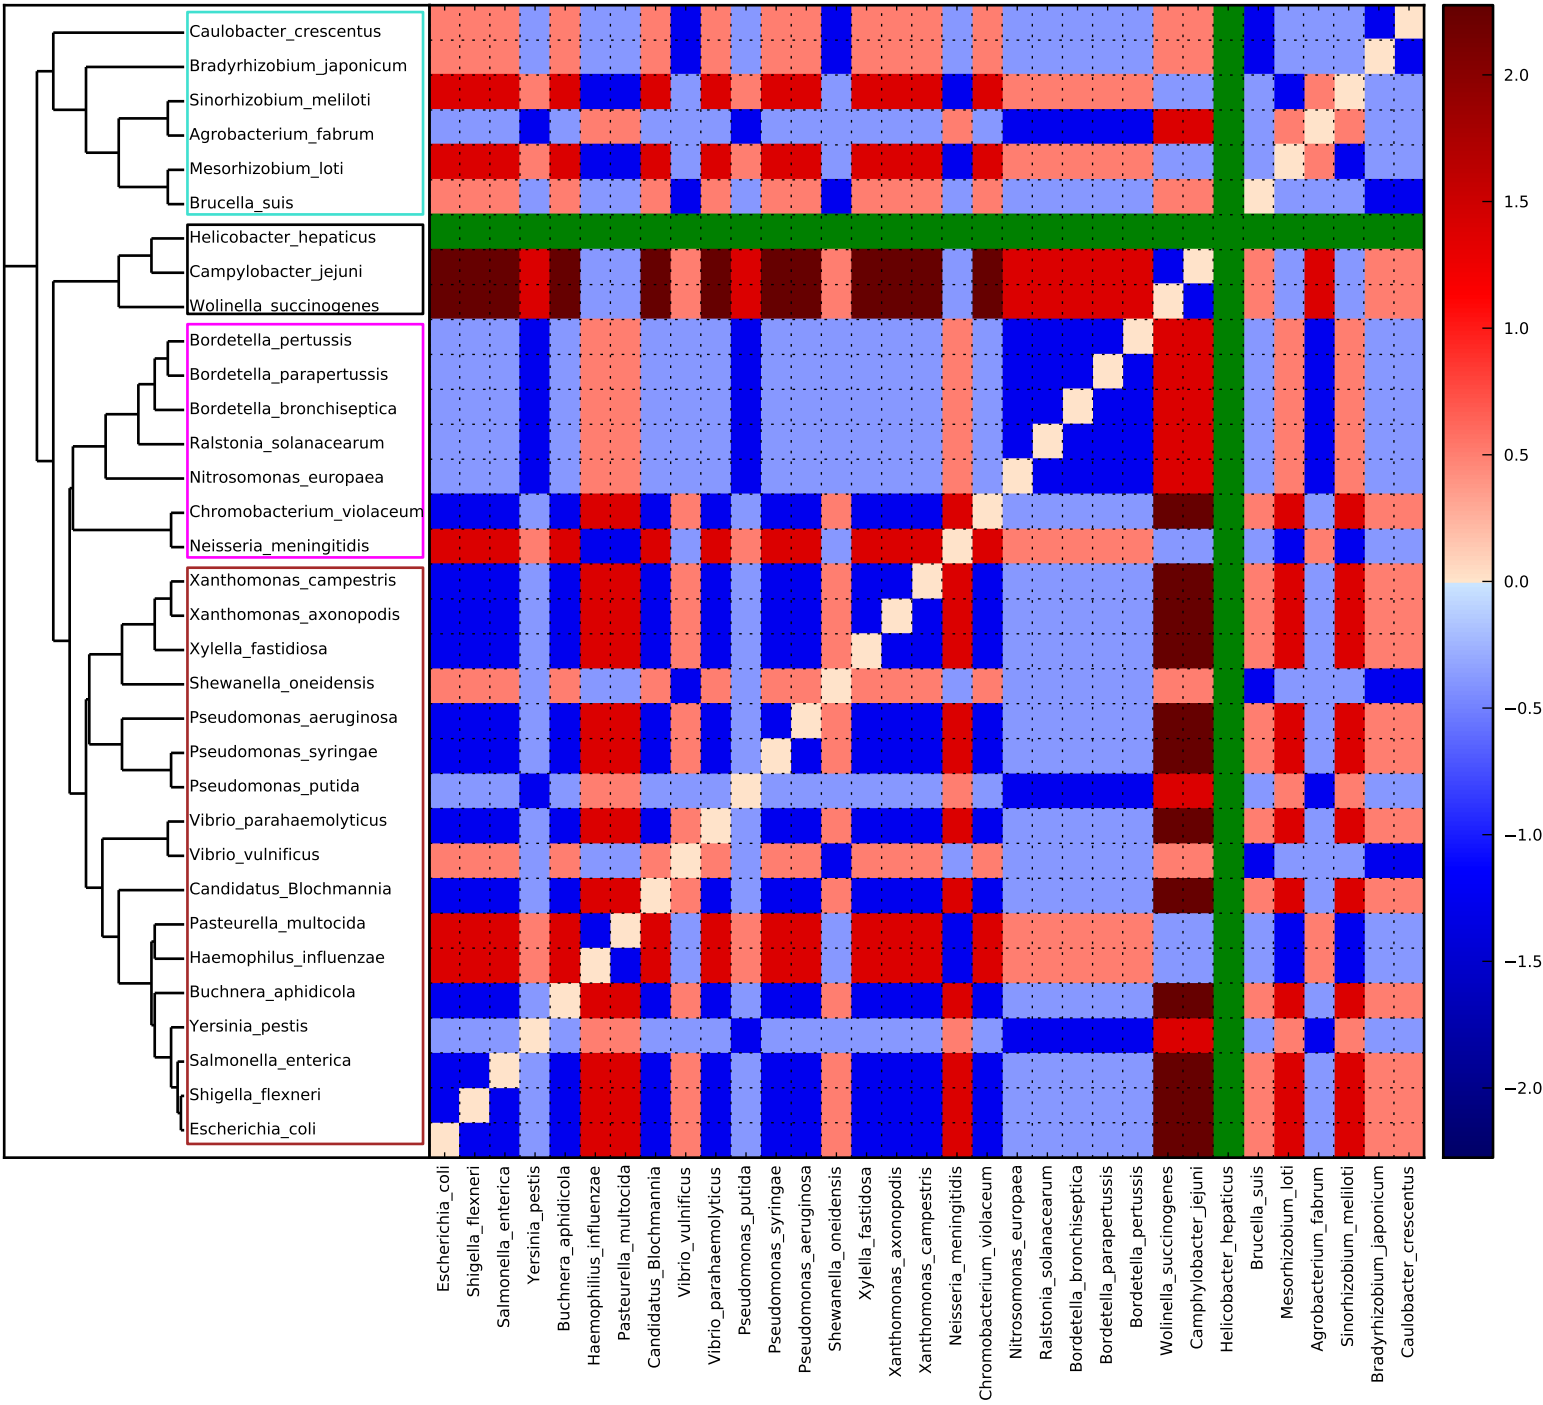 Caulobacter_crescentus
Bradyrhizobium_japonicum
Sinorhizobium_meliloti
Agrobacterium_fabrum
Mesorhizobium_loti
Brucella_suis
Helicobacter_hepaticus
Campylobacter_jejuni
Wolinella_succinogenes
Bordetella_pertussis
Bordetella_parapertussis
Bordetella_bronchiseptica
Ralstonia_solanacearum
Nitrosomonas_europaea
Chromobacterium_violaceum
Neisseria_meningitidis
Xanthomonas_campestris
Xanthomonas_axonopodis
Xylella_fastidiosa
Shewanella_oneidensis
Pseudomonas_aeruginosa
Pseudomonas_syringae
Pseudomonas_putida
Vibrio_parahaemolyticus
Vibrio_vulnificus
Candidatus_Blochmannia
Pasteurella_multocida
Haemophilus_influenzae
Buchnera_aphidicola
Yersinia_pestis
Salmonella_enterica
Shigella_flexneri
Escherichia_coli
2.0
1.5
1.0
0.5
0.0
−0.5
−1.0
−1.5
−2.0
Escherichia_coli
Shigella_flexneri
Salmonella_enterica
Yersinia_pestis
Buchnera_aphidicola
Haemophilius_influenzae
Pasteurella_multocida
Candidatus_Blochmannia
Vibrio_vulnificus
Vibrio_parahaemolyticus
Pseudomonas_putida
Pseudomonas_syringae
Pseudomonas_aeruginosa
Shewanella_oneidensis
Xylella_fastidosa
Xanthomonas_axonopodis
Xanthomonas_campestris
Neisseria_meningitidis
Chromobacterium_violaceum
Nitrosomonas_europaea
Ralstonia_solanacearum
Bordetella_bronchiseptica
Bordetella_parapertussis
Bordetella_pertussis
Wolinella_succinogenes
Camphylobacter_jejuni
Helicobacter_hepaticus
Brucella_suis
Mesorhizobium_loti
Agrobacterium_fabrum
Sinorhizobium_meliloti
Bradyrhizobium_japonicum
Caulobacter_crescentus